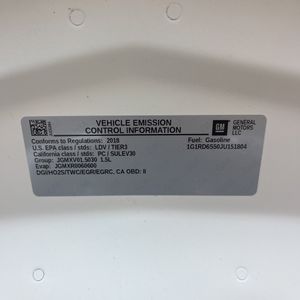 VEHICLE EMISSION
CONTROL INFORMATION
GM
GENERAL
MOTORS
LLC
Conforms to Regulations: 2018
Fuel: Gasoline
U.S. EPA class / stds: LDV / TIER3
1G1RD6S50JU151804
California class / stds: PC / SULEV30
Group: JGMXV01.5030 1.5L
Evap: JGMXR0060600
DGI/HO2S/TWC/EGR/EGRC, CA OBD: II